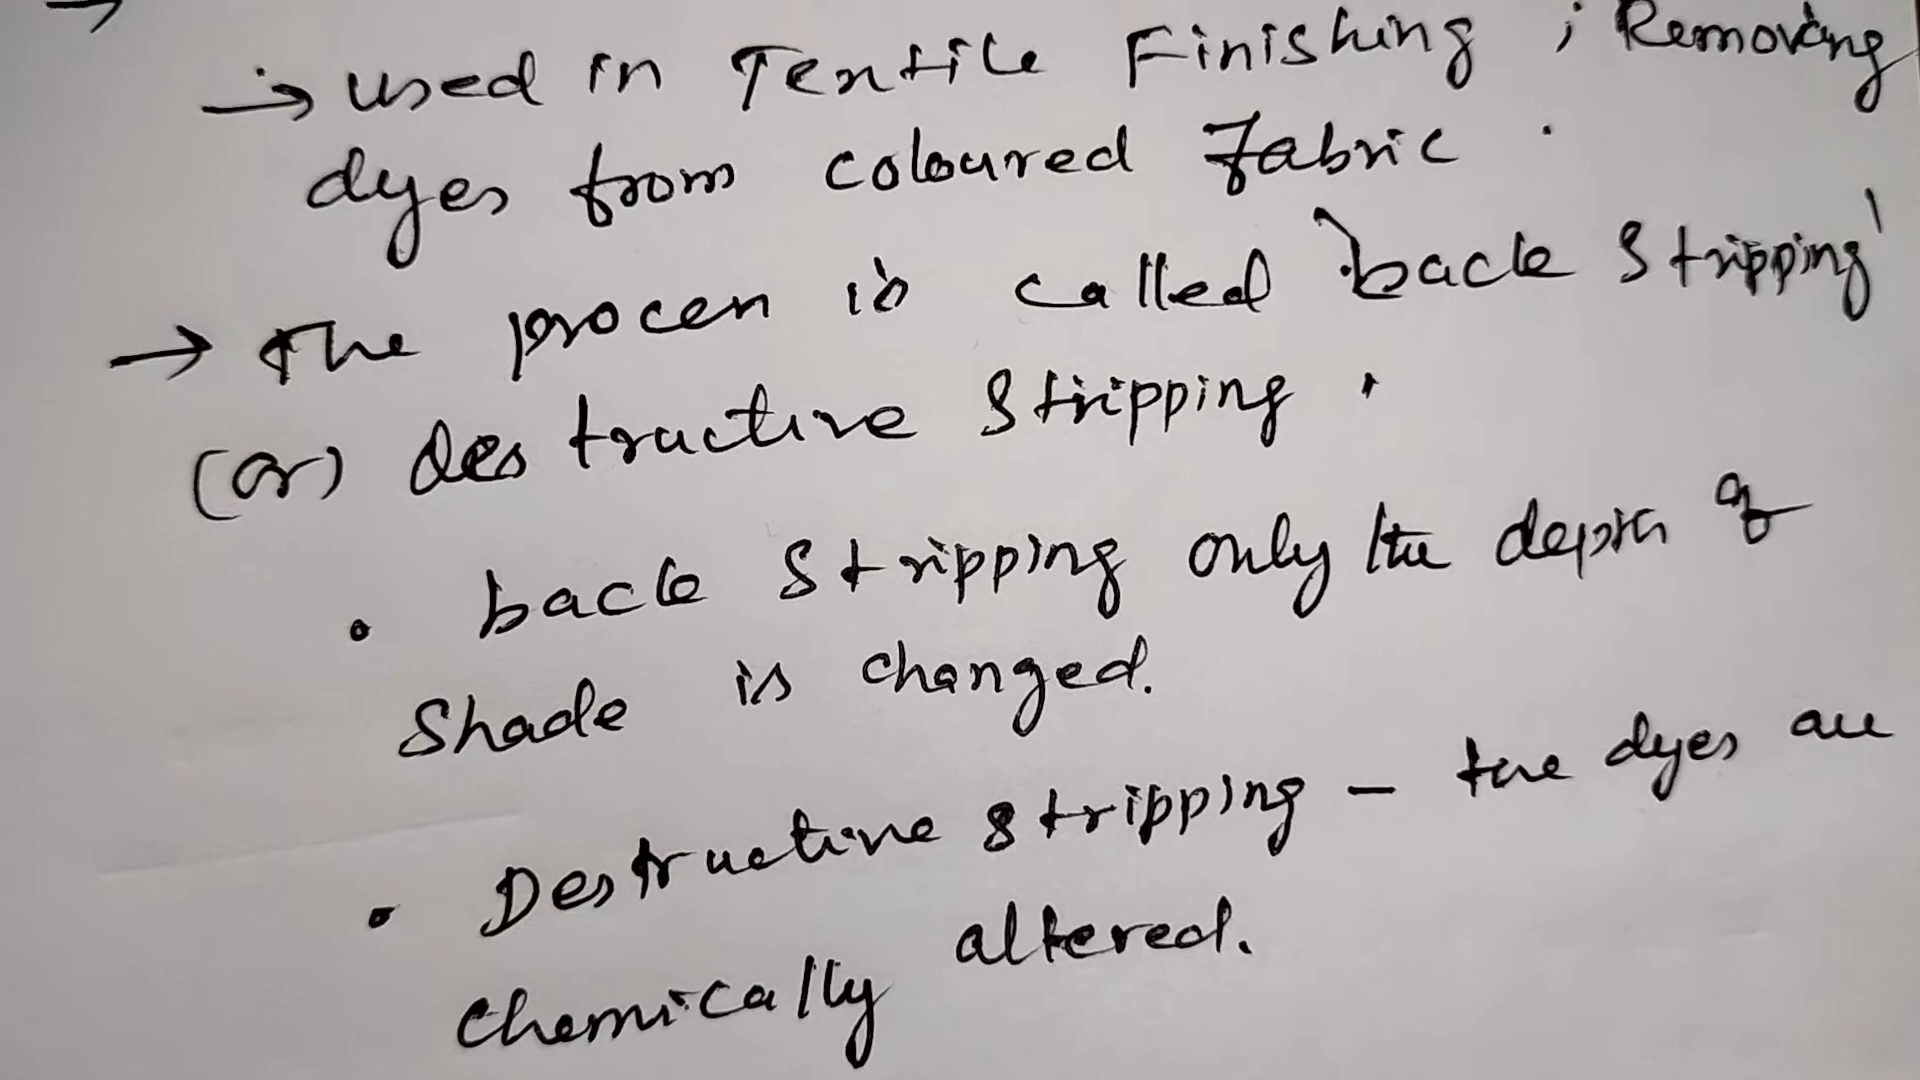 → used in Textile Finishing ; Removing
dyes from coloured fabric .
→ The process is called 'back stripping'
(or) destructive stripping .
• back stripping only the depth of
shade is changed.
• Destructive stripping – the dyes are
chemically altered.